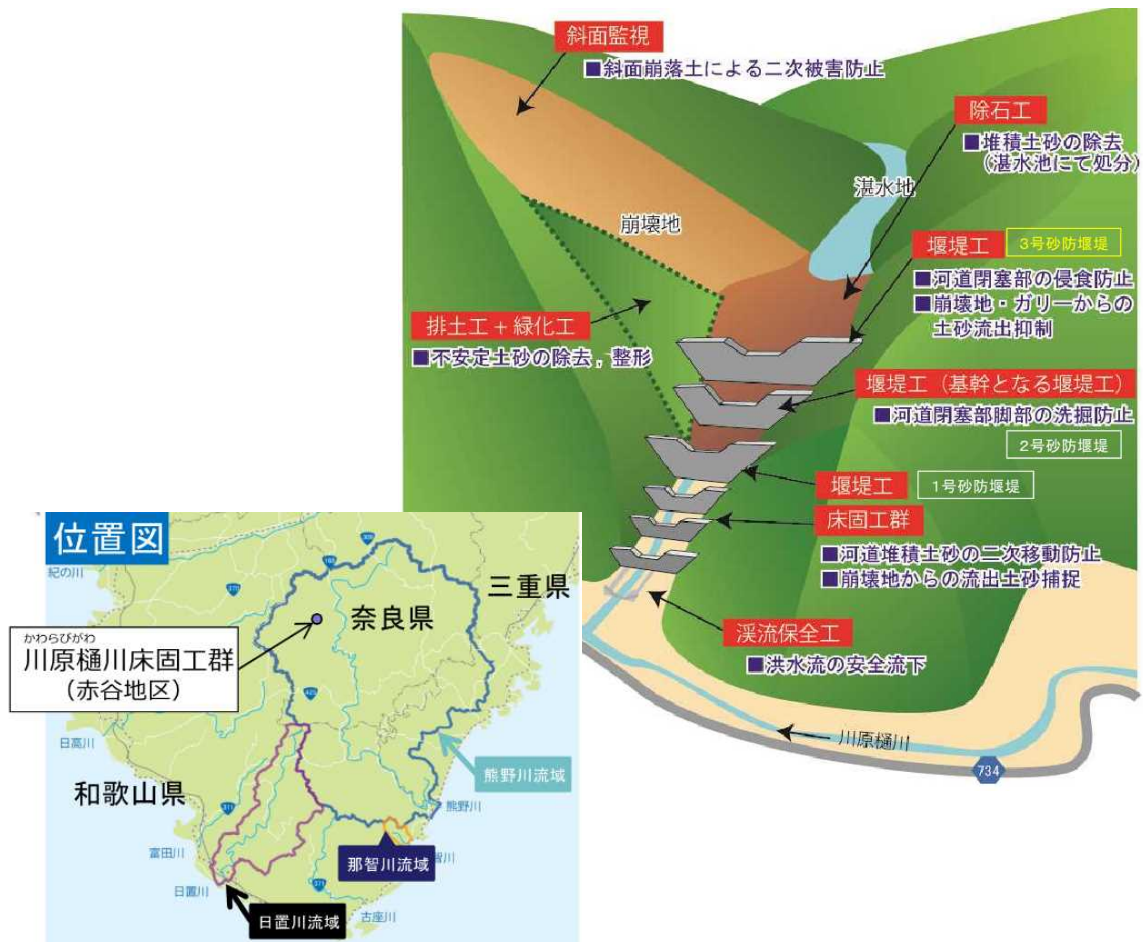 斜面監視
■斜面崩落土による二次被害防止
除石工
■堆積土砂の除去
（湛水池にて処分）
湛水地
崩壊地
堰堤工
3号砂防堰堤
■河道閉塞部の侵食防止
■崩壊地・ガリーからの
土砂流出抑制
排土工＋緑化工
■不安定土砂の除去，整形
堰堤工（基幹となる堰堤工）
■河道閉塞部脚部の洗掘防止
2号砂防堰堤
堰堤工
1号砂防堰堤
床固工群
■河道堆積土砂の二次移動防止
■崩壊地からの流出土砂捕捉
渓流保全工
■洪水流の安全流下
川原樋川
734
位置図
紀の川
370
168
309
三重県
奈良県
かわらびがわ
川原樋川床固工群
（赤谷地区）
425
日高川
和歌山県
熊野川流域
熊野川
311
富田川
那智川流域
智川
日置川
371
日置川流域
古座川